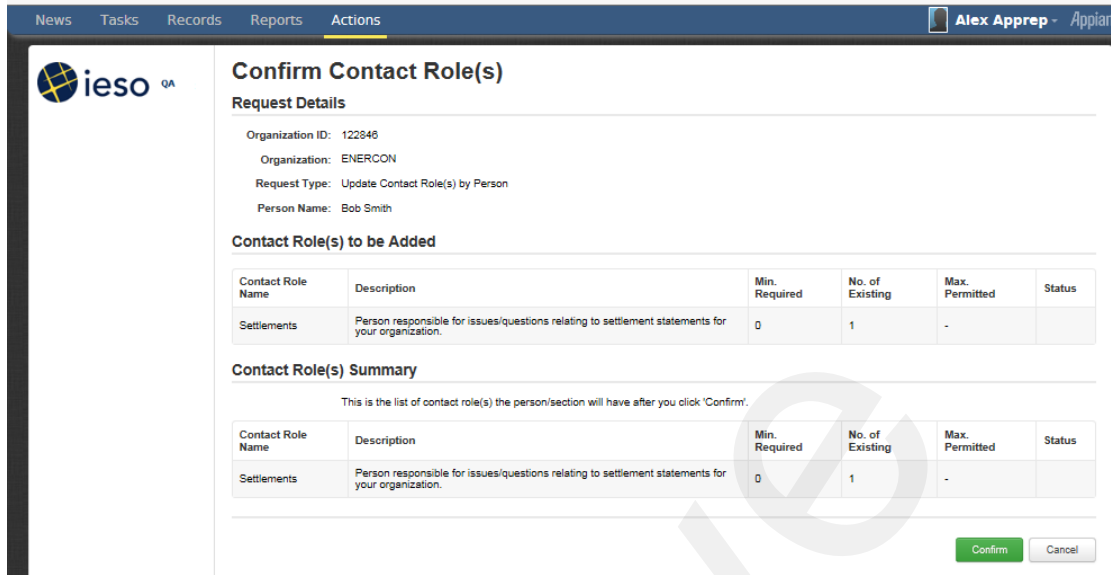 News Tasks Records Reports Actions Alex Apprep Appian
ieso QA
Confirm Contact Role(s)
Request Details
Organization ID: 122846
Organization: ENERCON
Request Type: Update Contact Role(s) by Person
Person Name: Bob Smith
Contact Role(s) to be Added
Contact Role Name Description Min. Required No. of Existing Max. Permitted Status
Settlements Person responsible for issues/questions relating to settlement statements for your organization. 0 1 -
Contact Role(s) Summary
This is the list of contact role(s) the person/section will have after you click 'Confirm'.
Contact Role Name Description Min. Required No. of Existing Max. Permitted Status
Settlements Person responsible for issues/questions relating to settlement statements for your organization. 0 1 -
Confirm Cancel